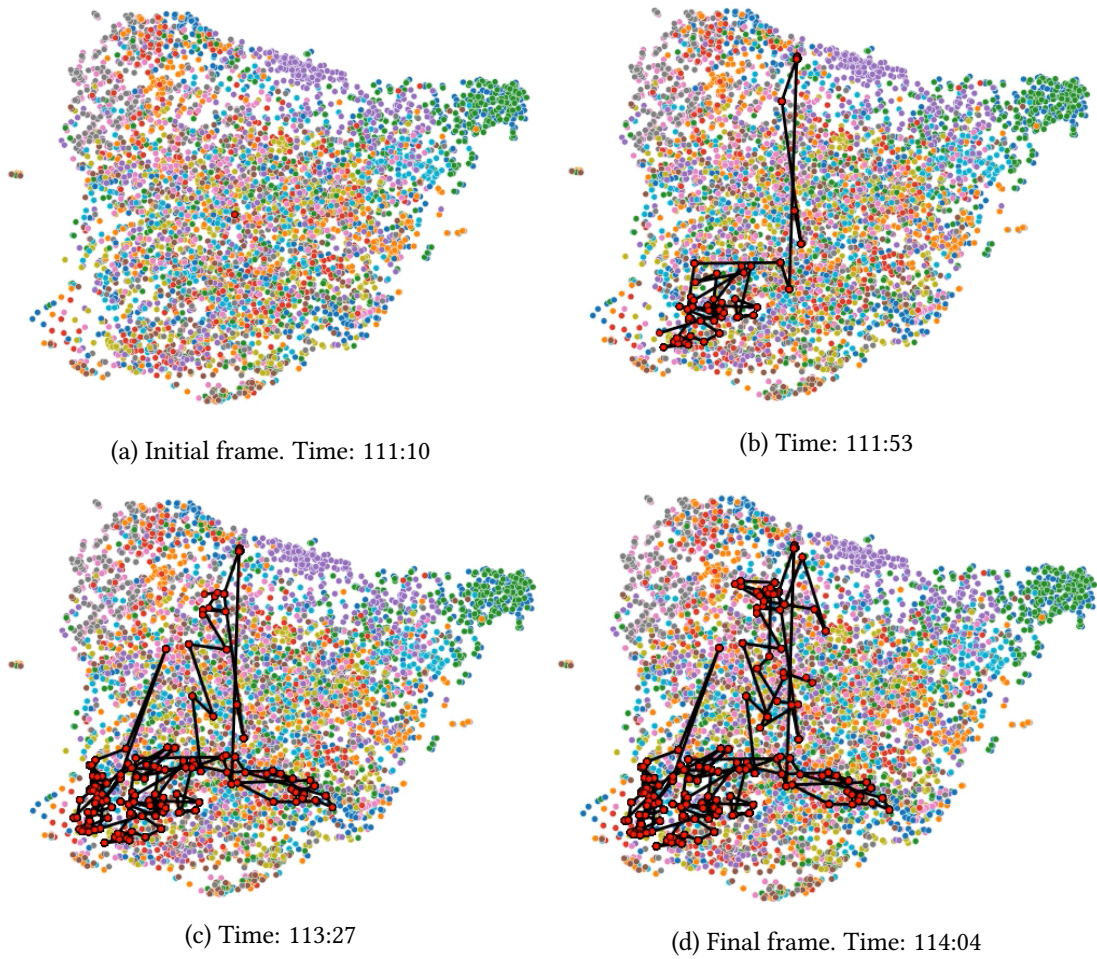 (a) Initial frame. Time: 111:10
(b) Time: 111:53
(c) Time: 113:27
(d) Final frame. Time: 114:04